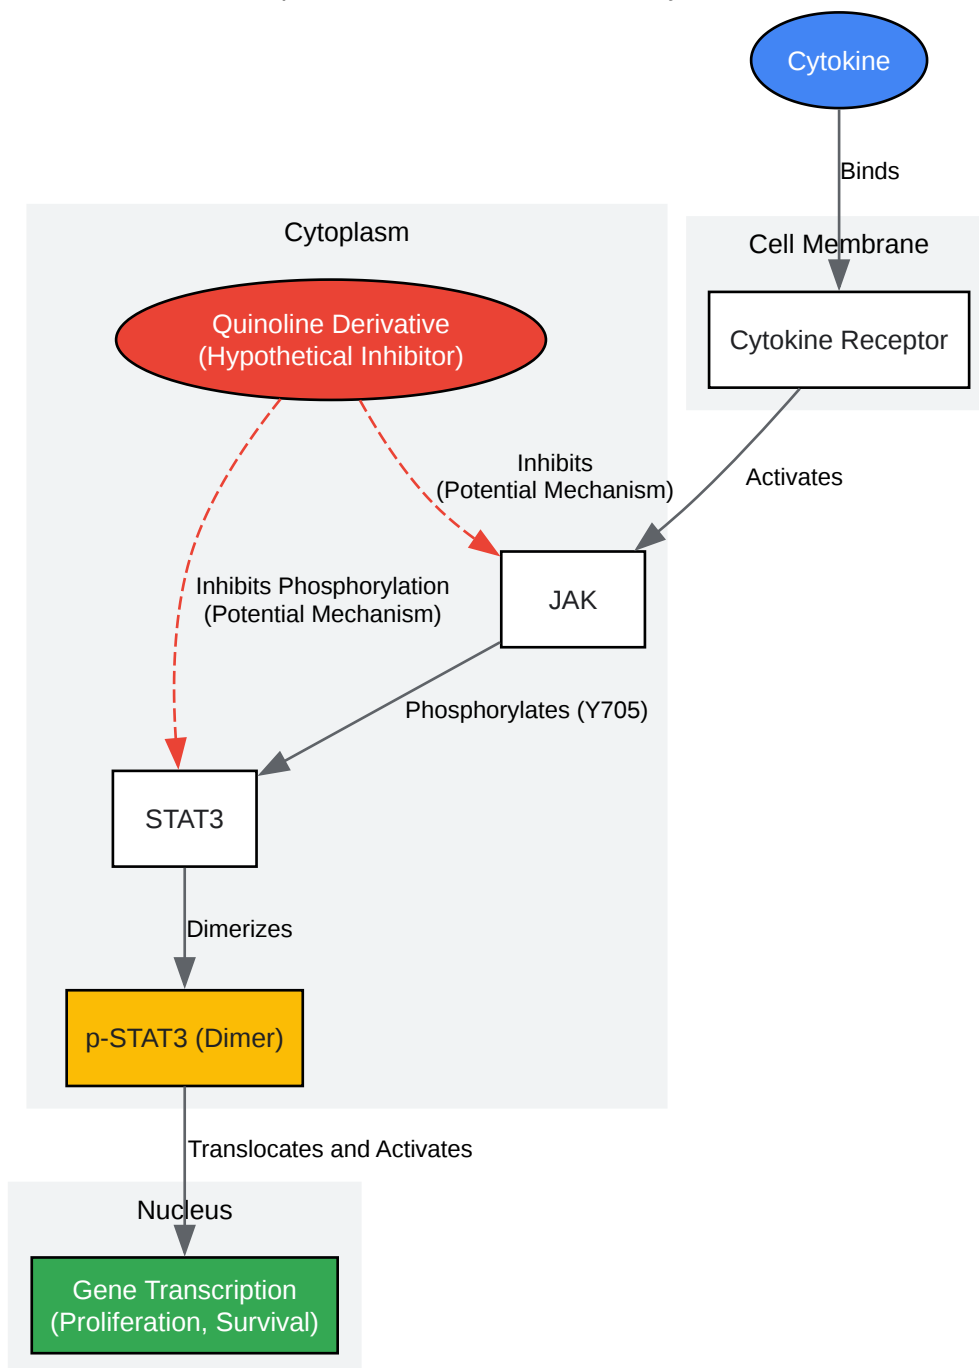 Cytokine
Binds
Cytoplasm
Cell Membrane
Quinoline Derivative
(Hypothetical Inhibitor)
Cytokine Receptor
Inhibits
(Potential Mechanism)
Activates
Inhibits Phosphorylation
(Potential Mechanism)
JAK
Phosphorylates (Y705)
STAT3
Dimerizes
p-STAT3 (Dimer)
Translocates and Activates
Nucleus
Gene Transcription
(Proliferation, Survival)